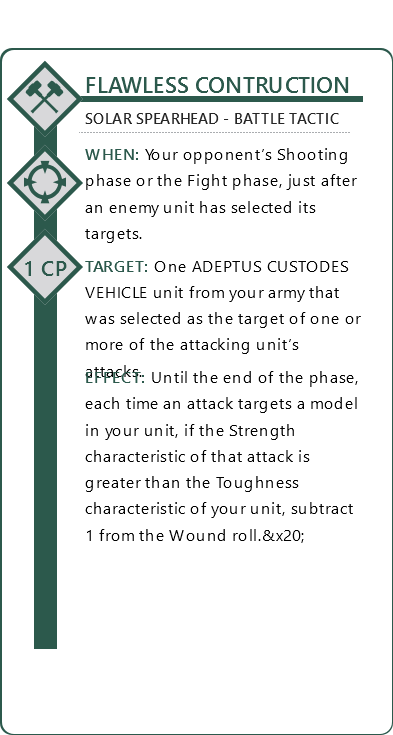 FLAWLESS CONTRUCTION
SOLAR SPEARHEAD - BATTLE TACTIC
WHEN: Your opponent's Shooting
phase or the Fight phase, just after
an enemy unit has selected its
targets.
1 CP
TARGET: One ADEPTUS CUSTODES
VEHICLE unit from your army that
was selected as the target of one or
more of the attacking unit's
attacks.
EFFECT: Until the end of the phase,
each time an attack targets a model
in your unit, if the Strength
characteristic of that attack is
greater than the Toughness
characteristic of your unit, subtract
1 from the Wound roll.&x20;